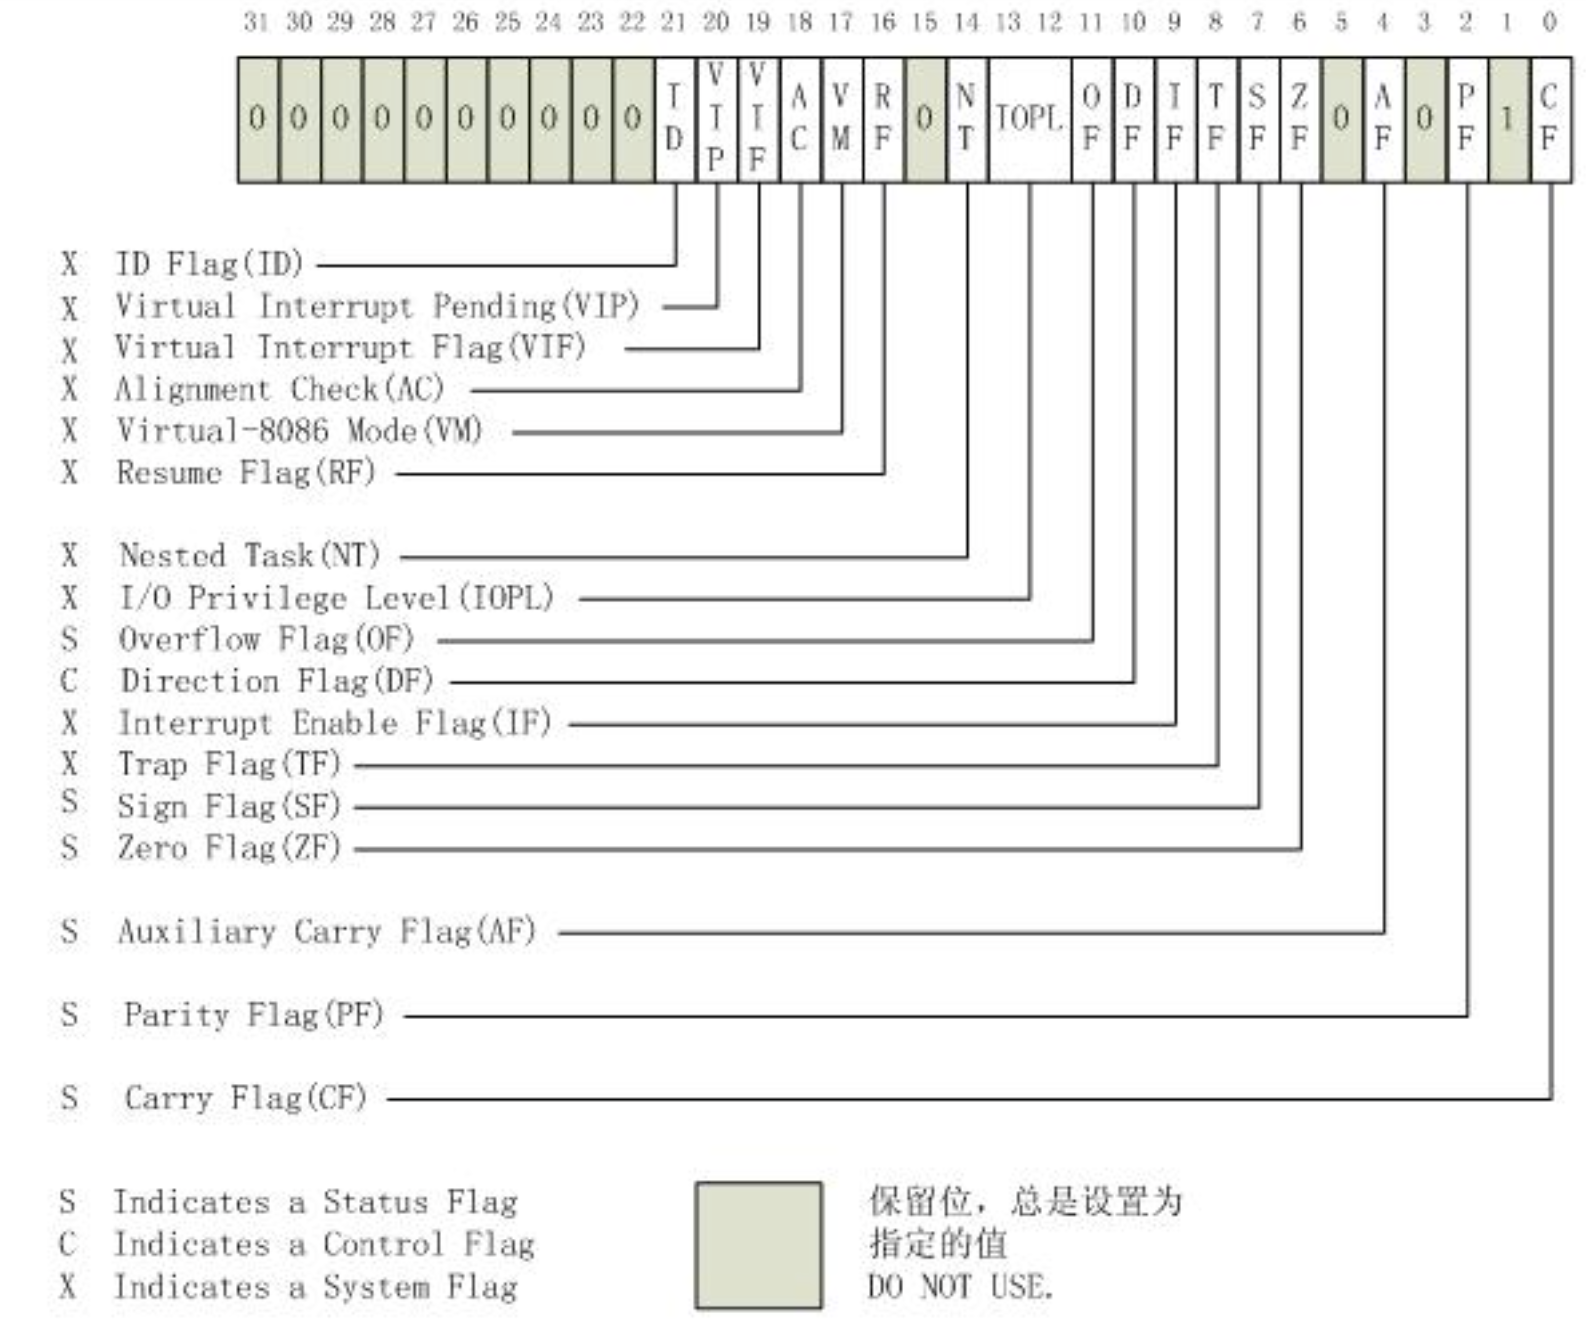 31 30 29 28 27 26 25 24 23 22 21 20 19 18 17 16 15 14 13 12 11 10 9 8 7 6 5 4 3 2 1 0
0 0 0 0 0 0 0 0 0 0 ID VIP VIF AC VM RF 0 NT IOPL OF DF IF TF SF ZF 0 AF 0 PF 1 CF
X ID Flag(ID)
X Virtual Interrupt Pending(VIP)
X Virtual Interrupt Flag(VIF)
X Alignment Check(AC)
X Virtual-8086 Mode(VM)
X Resume Flag(RF)
X Nested Task(NT)
X I/O Privilege Level(IOPL)
S Overflow Flag(OF)
C Direction Flag(DF)
X Interrupt Enable Flag(IF)
X Trap Flag(TF)
S Sign Flag(SF)
S Zero Flag(ZF)
S Auxiliary Carry Flag(AF)
S Parity Flag(PF)
S Carry Flag(CF)
S Indicates a Status Flag
C Indicates a Control Flag
X Indicates a System Flag
保留位，总是设置为
指定的值
DO NOT USE.